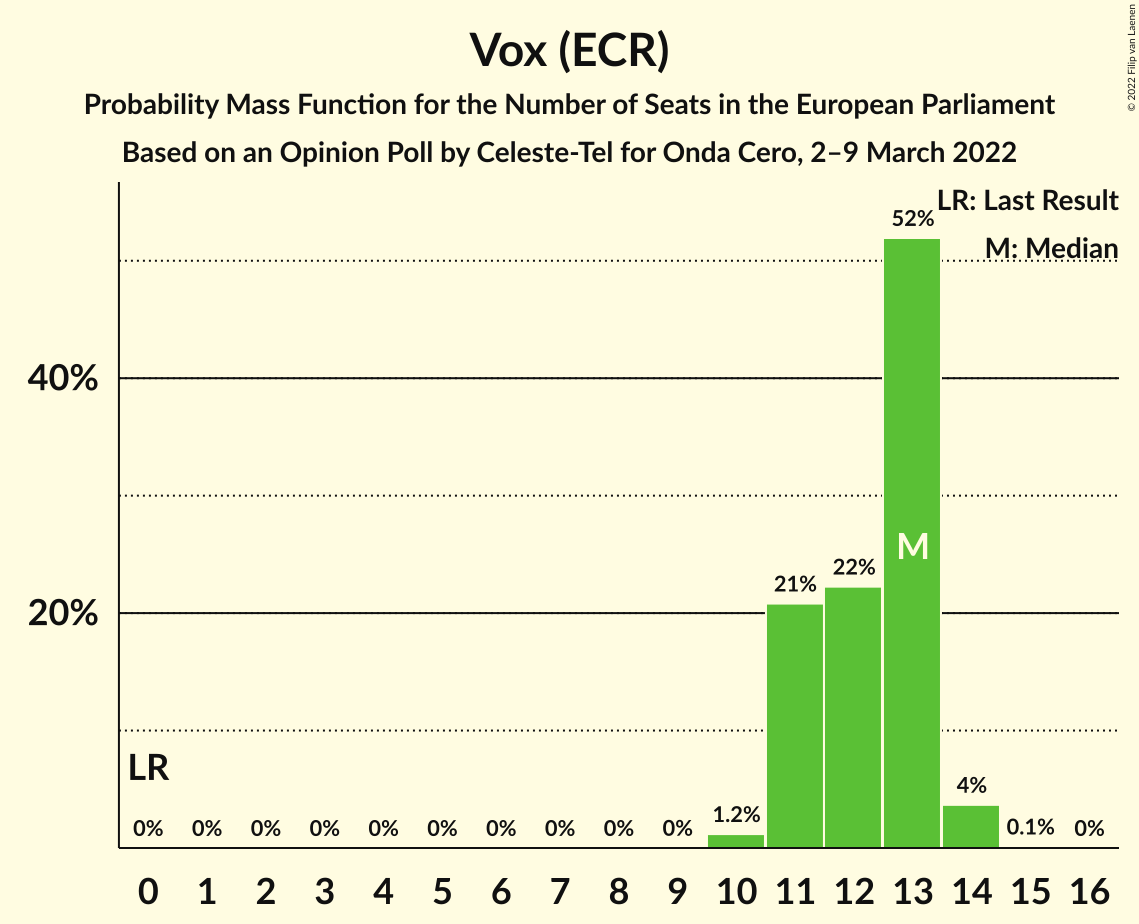 Vox (ECR)
Probability Mass Function for the Number of Seats in the European Parliament
Based on an Opinion Poll by Celeste-Tel for Onda Cero, 2–9 March 2022
© 2022 Filip van Laenen
LR: Last Result
M: Median
52%
40%
M
22%
21%
20%
LR
4%
1.2%
0% 0% 0% 0% 0% 0% 0% 0% 0% 0% 0.1% 0%
0 1 2 3 4 5 6 7 8 9 10 11 12 13 14 15 16